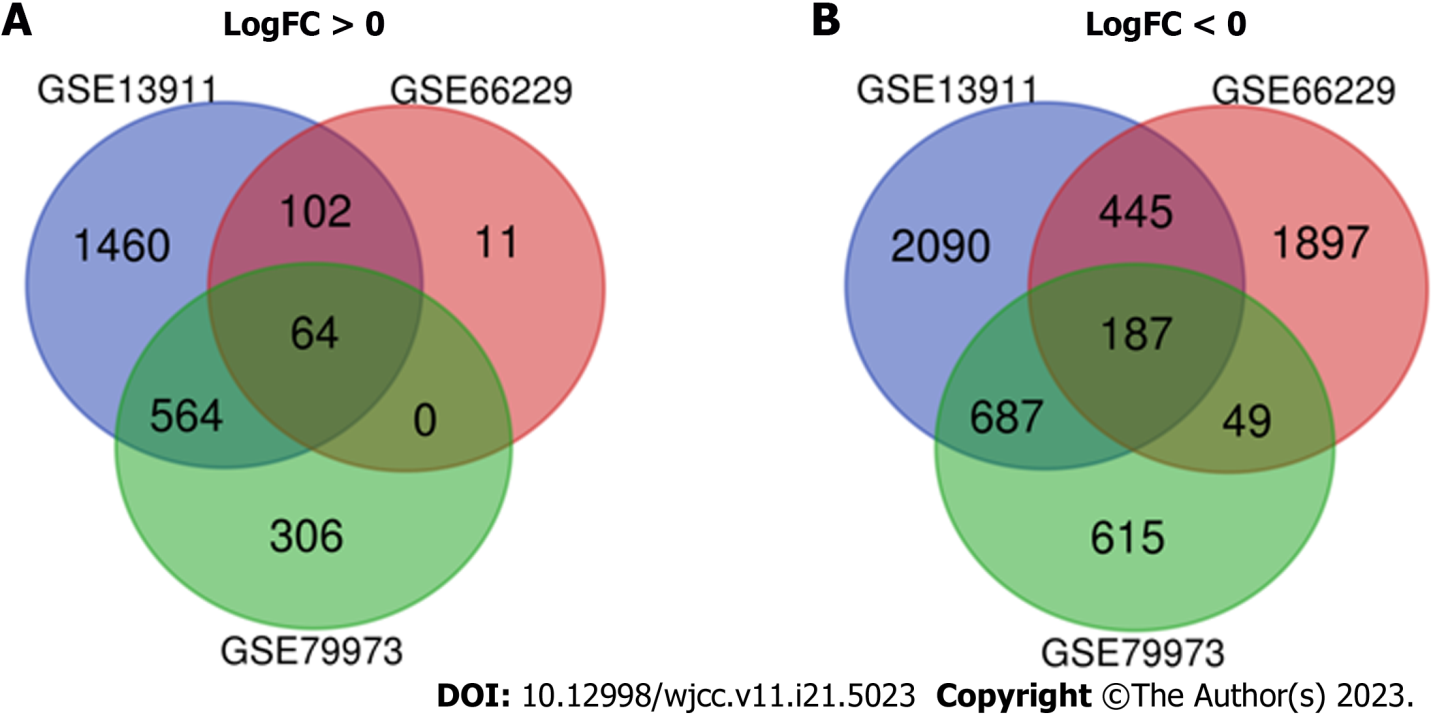 A LogFC > 0
B LogFC < 0
GSE13911 GSE66229
GSE13911 GSE66229
102
1460 11
64
564 0
306
GSE79973
445
2090 1897
187
687 49
615
GSE79973
DOI: 10.12998/wjcc.v11.i21.5023 Copyright ©The Author(s) 2023.